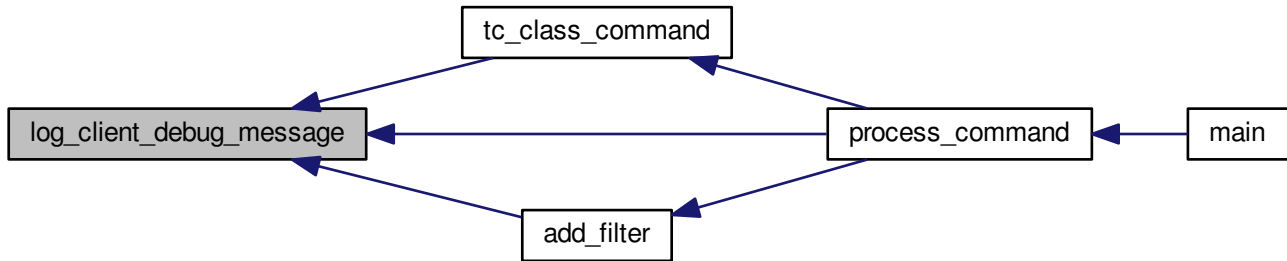 tc_class_command
log_client_debug_message
process_command
main
add_filter